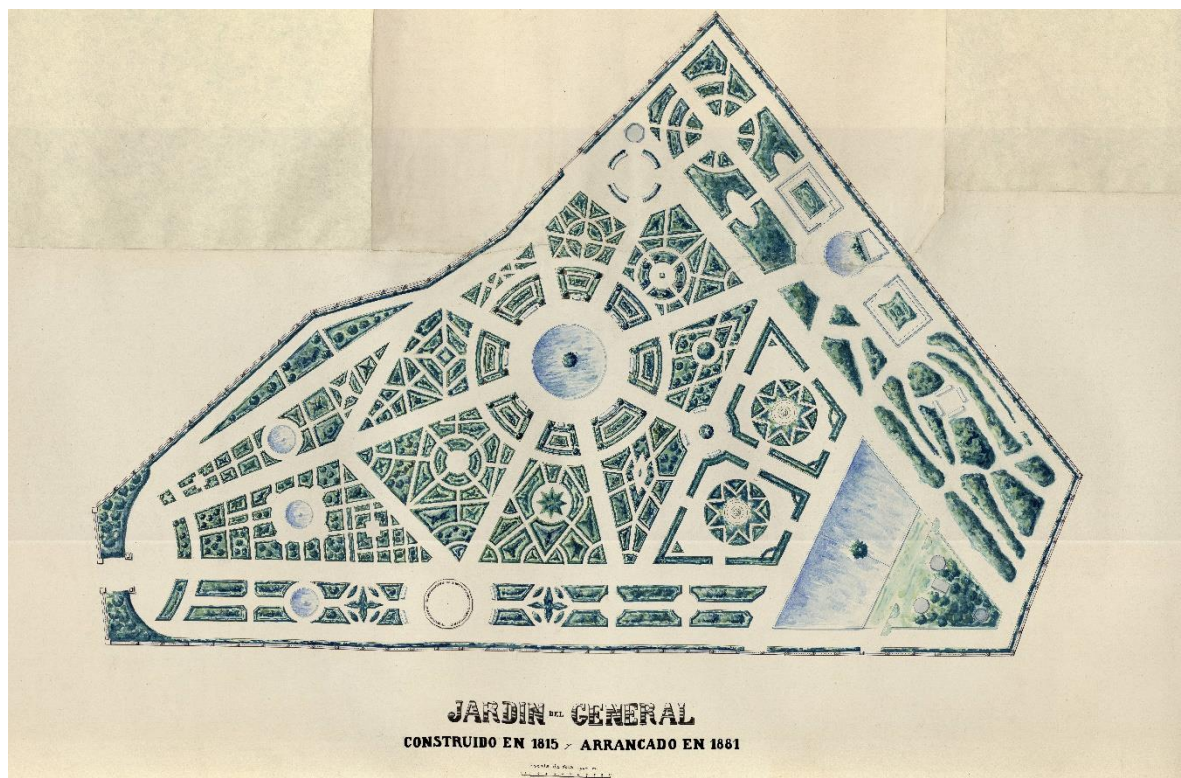 JARDIN DEL GENERAL
CONSTRUIDO EN 1815 Y ARRANCADO EN 1881